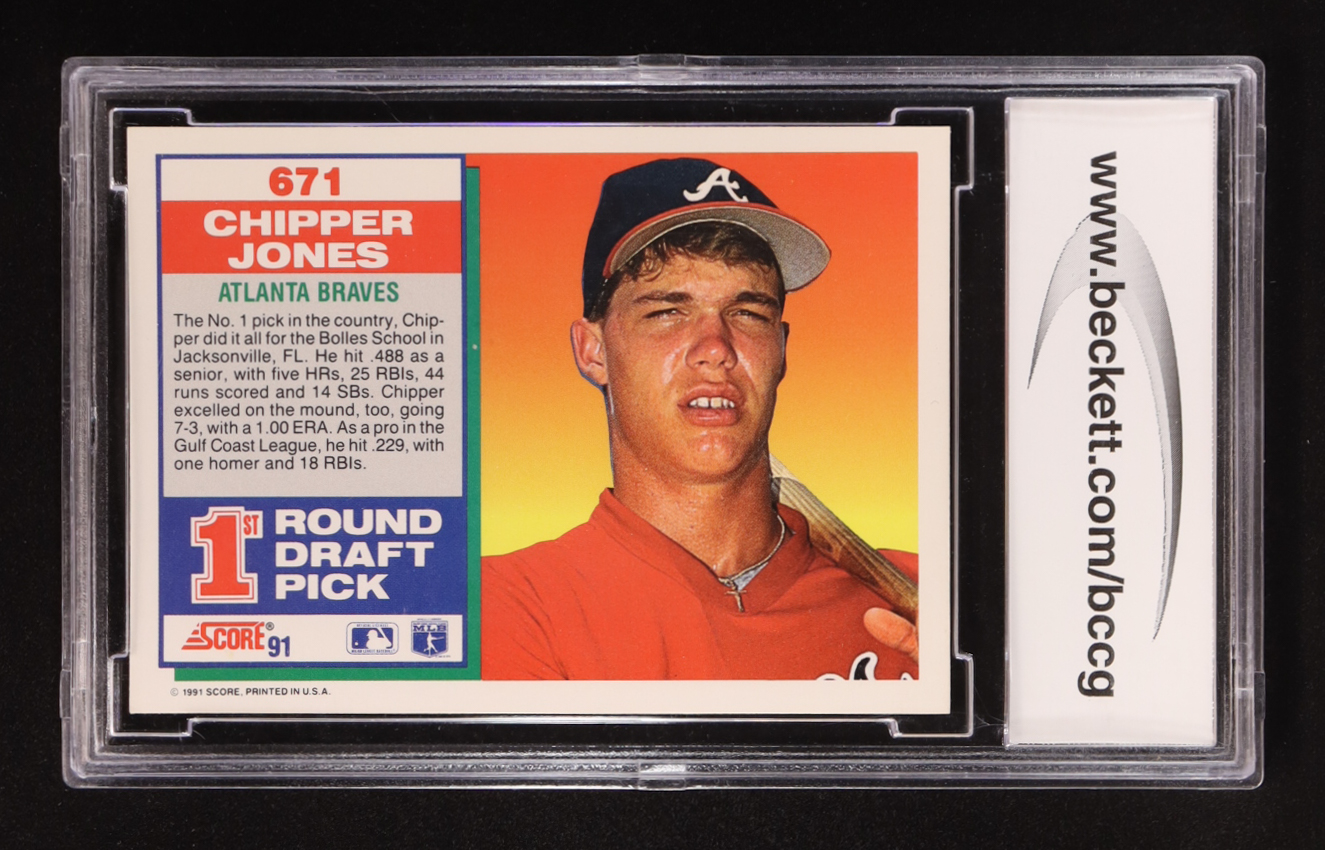 671
CHIPPER
JONES
ATLANTA BRAVES
The No. 1 pick in the country, Chip-
per did it all for the Bolles School in
Jacksonville, FL. He hit .488 as a
senior, with five HRs, 25 RBIs, 44
runs scored and 14 SBs. Chipper
excelled on the mound, too, going
7-3, with a 1.00 ERA. As a pro in the
Gulf Coast League, he hit .229, with
one homer and 18 RBIs.
1ST ROUND
DRAFT
PICK
SCORE® 91
MLB
© 1991 SCORE, PRINTED IN U.S.A.
A
www.beckett.com/bccg